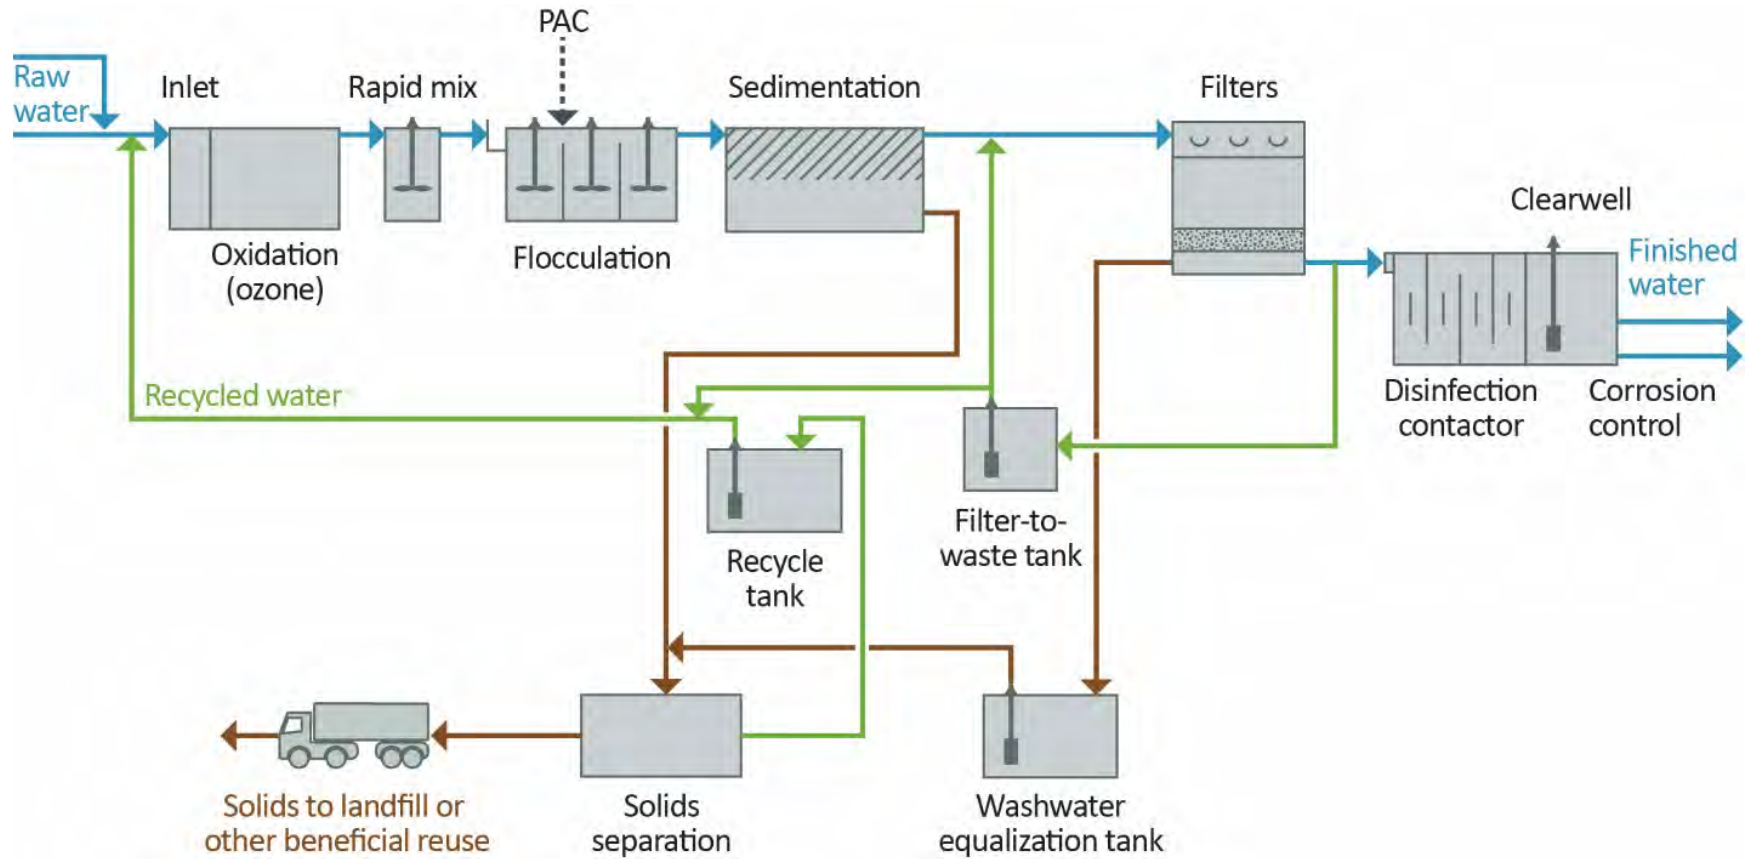 PAC
Raw
water
Inlet
Rapid mix
Sedimentation
Filters
Oxidation
(ozone)
Flocculation
Clearwell
Finished
water
Recycled water
Disinfection
contactor
Corrosion
control
Filter-to-
waste tank
Recycle
tank
Solids to landfill or
other beneficial reuse
Solids
separation
Washwater
equalization tank